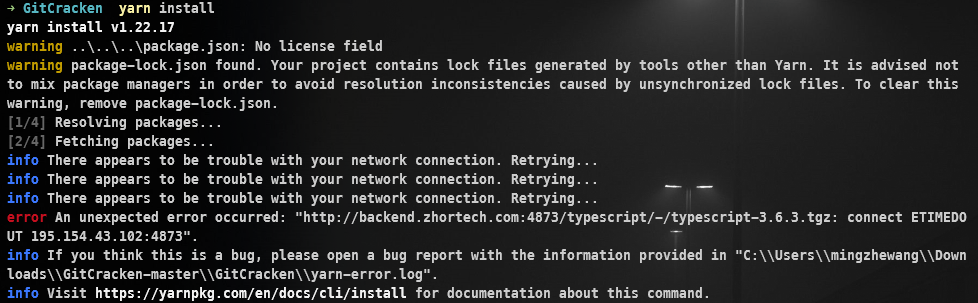 → GitCracken yarn install
yarn install v1.22.17
warning ..\..\..\package.json: No license field
warning package-lock.json found. Your project contains lock files generated by tools other than Yarn. It is advised not
to mix package managers in order to avoid resolution inconsistencies caused by unsynchronized lock files. To clear this
warning, remove package-lock.json.
[1/4] Resolving packages...
[2/4] Fetching packages...
info There appears to be trouble with your network connection. Retrying...
info There appears to be trouble with your network connection. Retrying...
info There appears to be trouble with your network connection. Retrying...
error An unexpected error occurred: "http://backend.zhortech.com:4873/typescript/-/typescript-3.6.3.tgz: connect ETIMEDO
UT 195.154.43.102:4873".
info If you think this is a bug, please open a bug report with the information provided in "C:\\Users\\mingzhewang\\Down
loads\\GitCracken-master\\GitCracken\\yarn-error.log".
info Visit https://yarnpkg.com/en/docs/cli/install for documentation about this command.